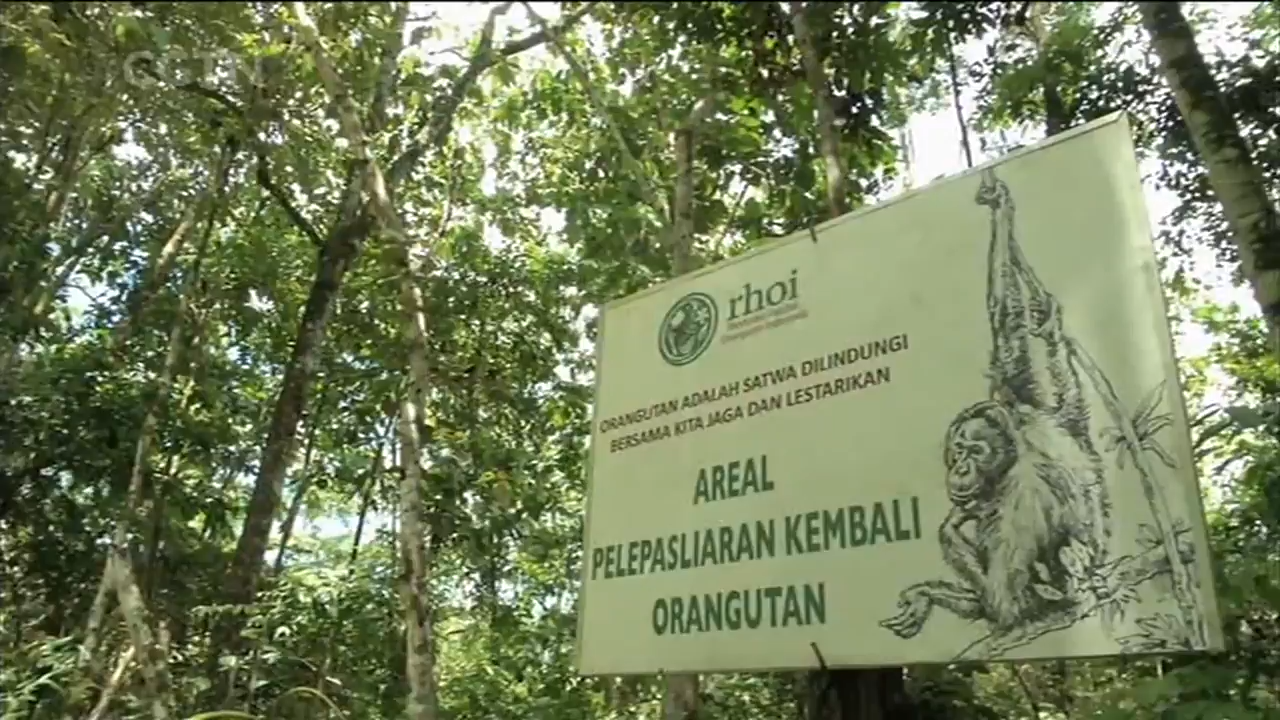 CGTN
rhoi
ORANGUTAN ADALAH SATWA DILINDUNGI
BERSAMA KITA JAGA DAN LESTARIKAN
AREAL
PELEPASLIARAN KEMBALI
ORANGUTAN